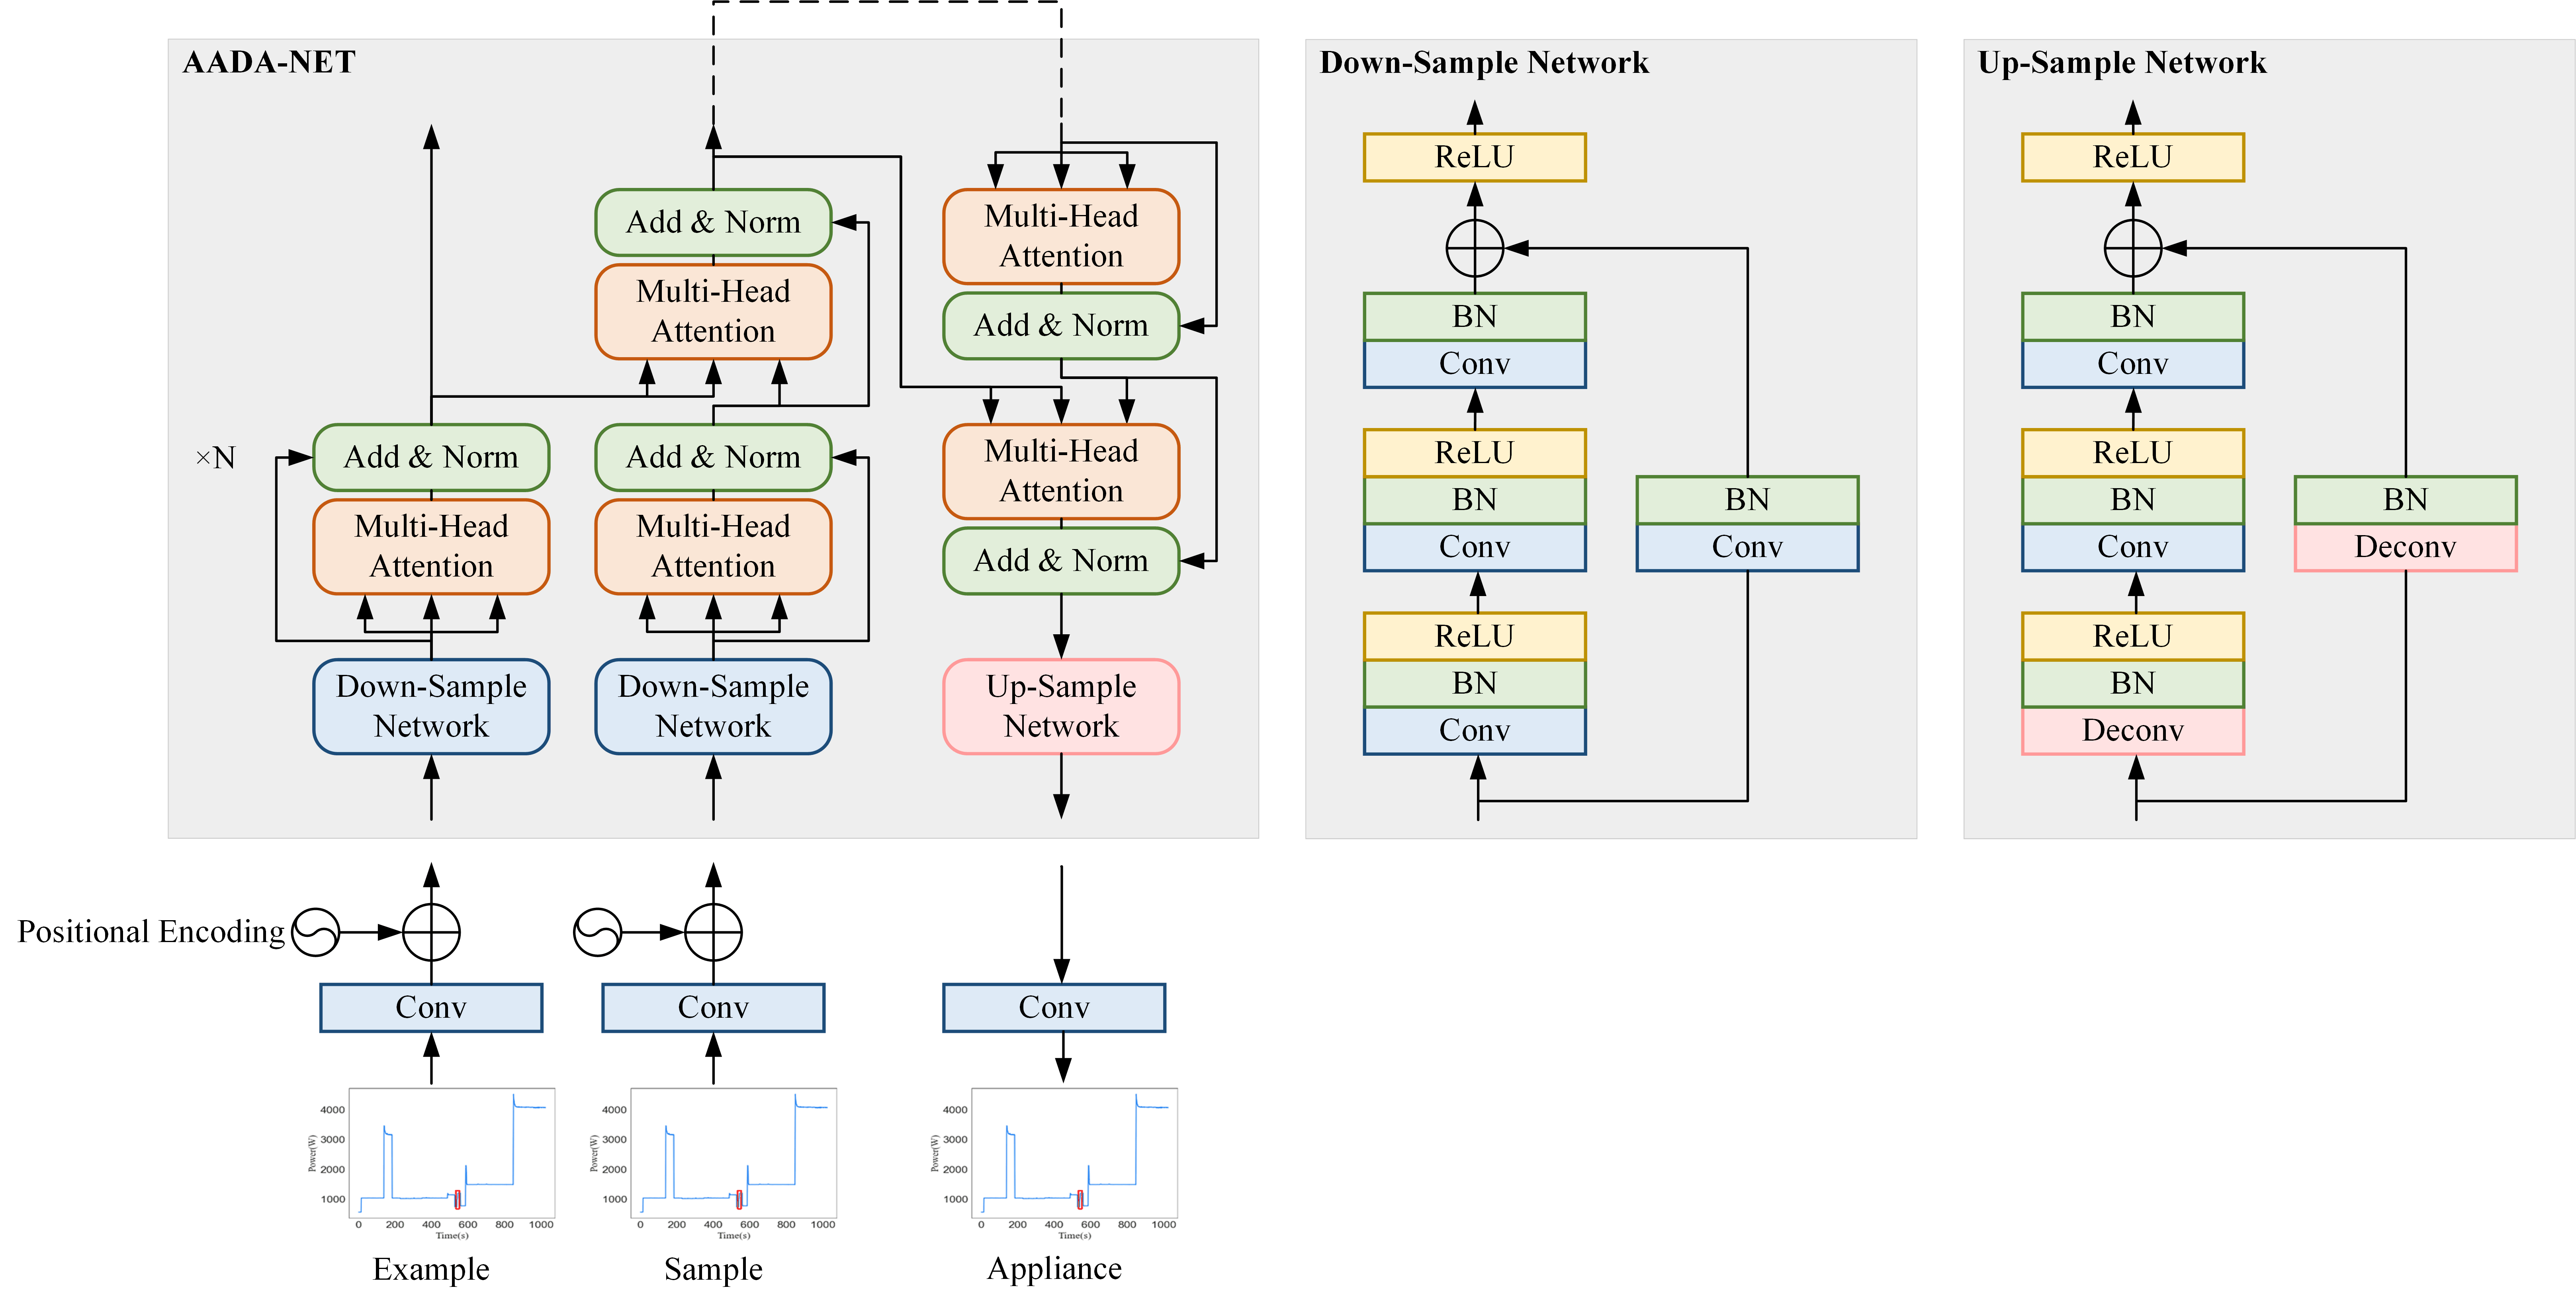 AADA-NET
Add & Norm
Multi-Head
Attention
Add & Norm
Multi-Head
Attention
×N
Add & Norm
Multi-Head
Attention
Down-Sample
Network
Add & Norm
Multi-Head
Attention
Down-Sample
Network
Multi-Head
Attention
Add & Norm
Up-Sample
Network
Down-Sample Network
ReLU
BN
Conv
ReLU
BN
Conv
ReLU
BN
Conv
BN
Conv
Up-Sample Network
ReLU
BN
Conv
ReLU
BN
Conv
ReLU
BN
Deconv
BN
Deconv
Positional Encoding
Conv
Conv
Conv
Power(W)
4000
3000
2000
1000
0 200 400 600 800 1000
Time(s)
Example
Power(W)
4000
3000
2000
1000
0 200 400 600 800 1000
Time(s)
Sample
Power(W)
4000
3000
2000
1000
0 200 400 600 800 1000
Time(s)
Appliance